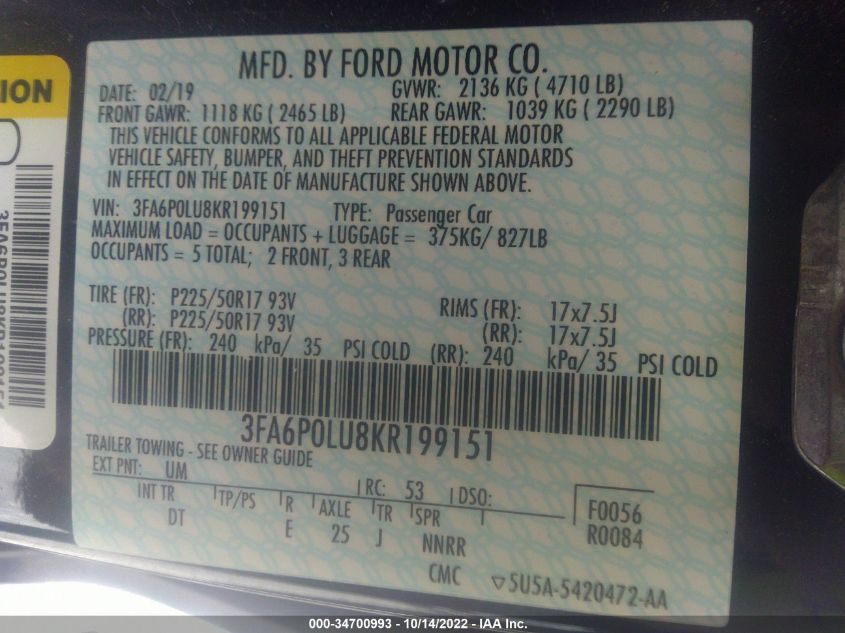 MFD. BY FORD MOTOR CO.
DATE: 02/19 GVWR: 2136 KG ( 4710 LB)
FRONT GAWR: 1118 KG ( 2465 LB) REAR GAWR: 1039 KG ( 2290 LB)
THIS VEHICLE CONFORMS TO ALL APPLICABLE FEDERAL MOTOR
VEHICLE SAFETY, BUMPER, AND THEFT PREVENTION STANDARDS
IN EFFECT ON THE DATE OF MANUFACTURE SHOWN ABOVE.
VIN: 3FA6P0LU8KR199151 TYPE: Passenger Car
MAXIMUM LOAD = OCCUPANTS + LUGGAGE = 375KG/ 827LB
OCCUPANTS = 5 TOTAL; 2 FRONT, 3 REAR
TIRE (FR): P225/50R17 93V RIMS (FR): 17x7.5J
(RR): P225/50R17 93V (RR): 17x7.5J
PRESSURE (FR): 240 kPa/ 35 PSI COLD (RR): 240 kPa/ 35 PSI COLD
3FA6P0LU8KR199151
TRAILER TOWING - SEE OWNER GUIDE
EXT PNT: UM RC: 53 DSO:
INT TR TP/PS R AXLE TR SPR F0056
DT E 25 J NNRR R0084
CMC ▽5U5A-5420472-AA
ION
3FA6P0LU8KR199151
000-34700993 - 10/14/2022 - IAA Inc.